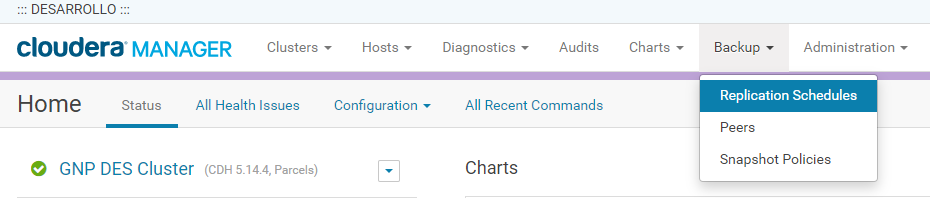 ::: DESARROLLO :::
cloudera MANAGER Clusters Hosts Diagnostics Audits Charts Backup Administration
Home Status All Health Issues Configuration All Recent Commands
Replication Schedules
Peers
Snapshot Policies
GNP DES Cluster (CDH 5.14.4, Parcels)
Charts